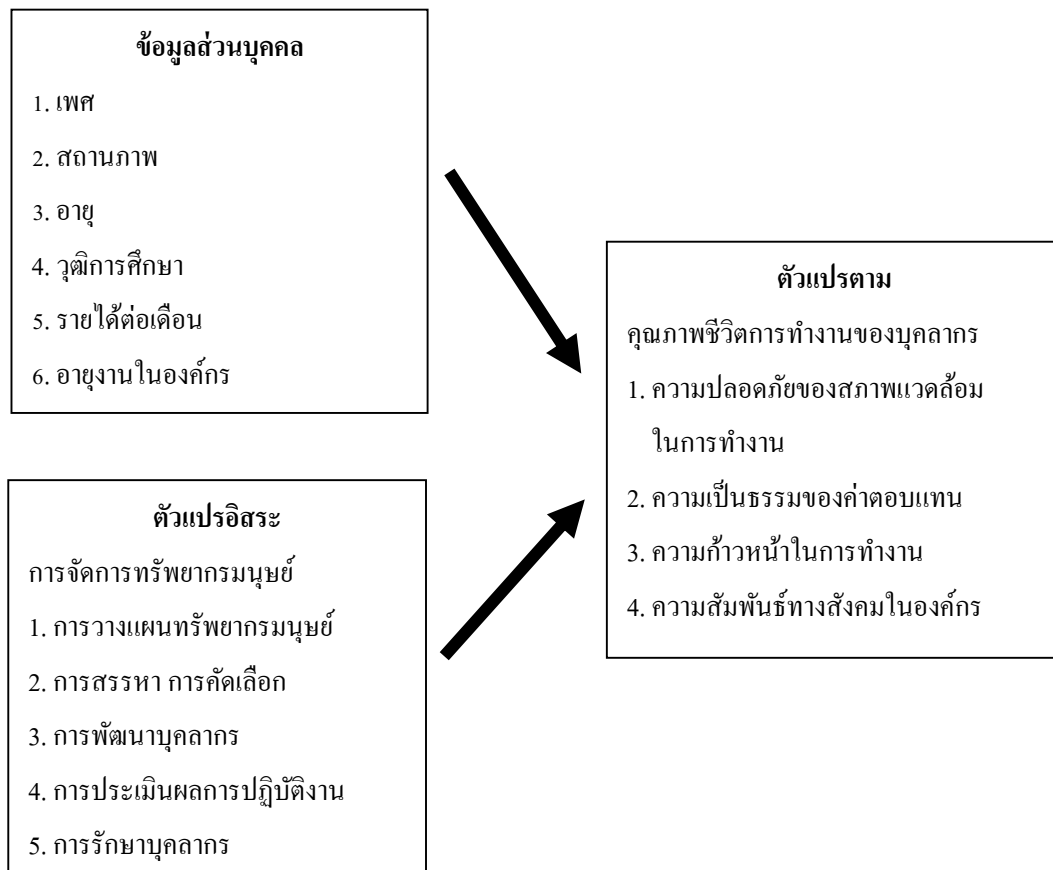 ข้อมูลส่วนบุคคล
1. เพศ
2. สถานภาพ
3. อายุ
4. วุฒิการศึกษา
5. รายได้ต่อเดือน
6. อายุงานในองค์กร
ตัวแปรอิสระ
การจัดการทรัพยากรมนุษย์
1. การวางแผนทรัพยากรมนุษย์
2. การสรรหา การคัดเลือก
3. การพัฒนาบุคลากร
4. การประเมินผลการปฏิบัติงาน
5. การรักษาบุคลากร
ตัวแปรตาม
คุณภาพชีวิตการทำงานของบุคลากร
1. ความปลอดภัยของสภาพแวดล้อม
ในการทำงาน
2. ความเป็นธรรมของค่าตอบแทน
3. ความก้าวหน้าในการทำงาน
4. ความสัมพันธ์ทางสังคมในองค์กร